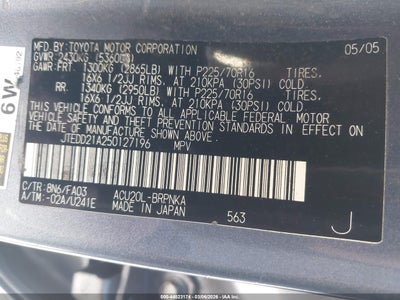 MFD. BY:TOYOTA MOTOR CORPORATION 05/05
GVWR 2430KG (5360LB)
GAWR: FRT. 1300KG (2865LB) WITH P225/70R16 TIRES,
16X6 1/2JJ RIMS, AT 210KPA (30PSI) COLD.
RR. 1340KG (2950LB) WITH P225/70R16 TIRES,
16X6 1/2JJ RIMS, AT 210KPA (30PSI) COLD.
THIS VEHICLE CONFORMS TO ALL APPLICABLE FEDERAL MOTOR
VEHICLE SAFETY STANDARDS IN EFFECT ON THE DATE OF
MANUFACTURE SHOWN ABOVE.
JTEDD21A250127196 MPV
C/TR: 8N6/FA03 ACU20L-BRPNKA
A/TM: -02A/U241E MADE IN JAPAN 563 J
6W